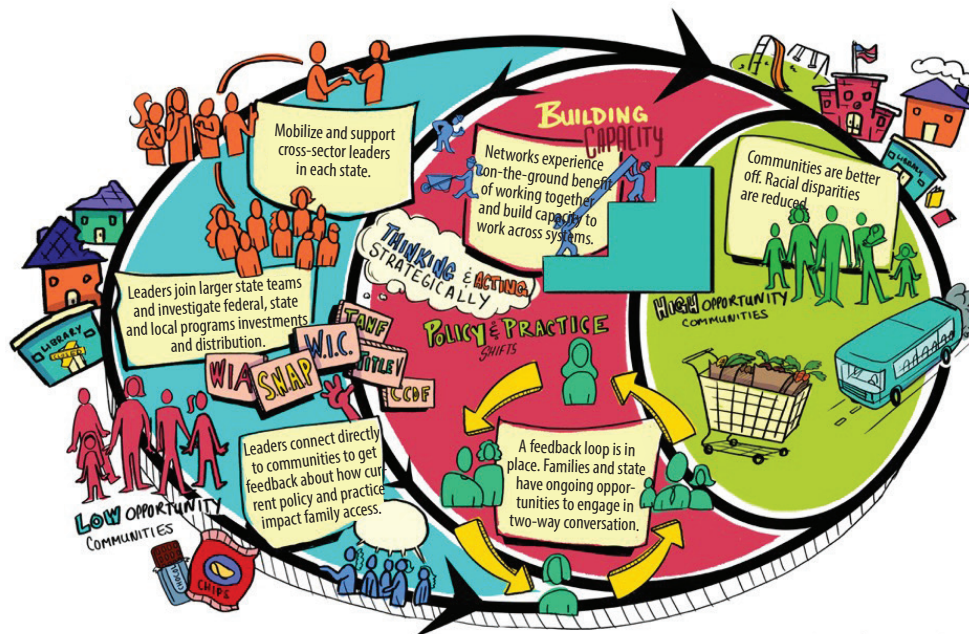 Mobilize and support
cross-sector leaders
in each state.
Leaders join larger state teams
and investigate federal, state
and local programs investments
and distribution.
WIA
S.N.A.P
W.I.C.
TANF
TITLE V
CCDF
Leaders connect directly
to communities to get
feedback about how cur-
rent policy and practice
impact family access.
LIBRARY
LOW OPPORTUNITY
COMMUNITIES
CHIPS
THINKING & ACTING
STRATEGICALLY
BUILDING
CAPACITY
Networks experience
on-the-ground benefit
of working together
and build capacity to
work across systems.
POLICY & PRACTICE
SHIFTS
A feedback loop is in
place. Families and state
have ongoing oppor-
tunities to engage in
two-way conversation.
Communities are better
off. Racial disparities
are reduced
LIBRARY
HIGH OPPORTUNITY
COMMUNITIES